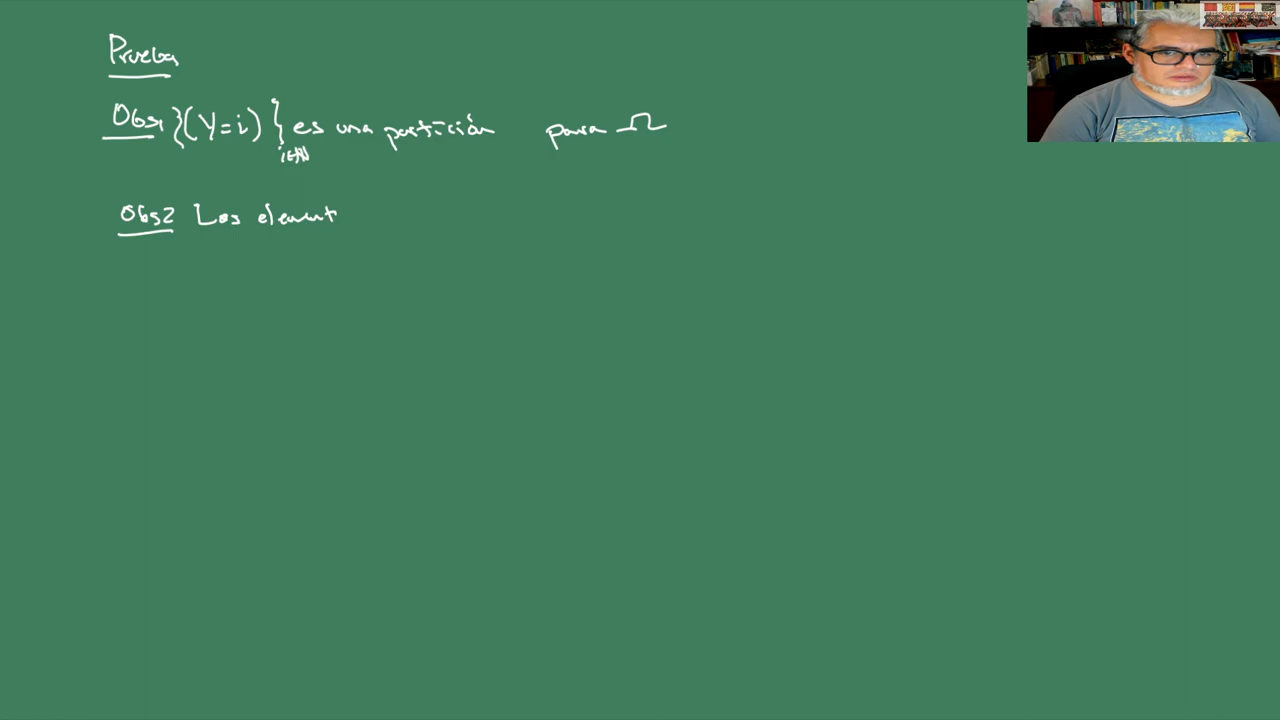 Prueba
Obs1 {(Y=i)}i∈ℕ es una partición para Ω
Obs2 Los element